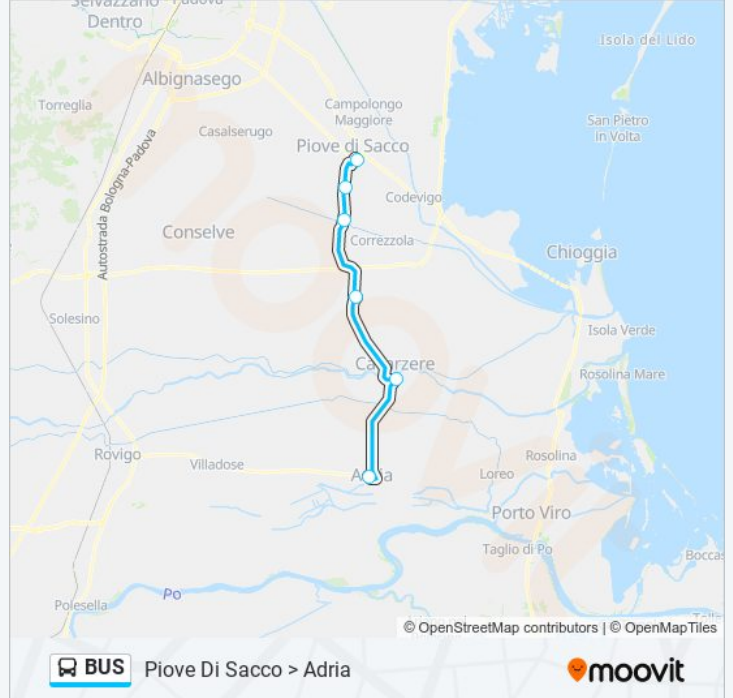 Selvazzano
Dentro
Padova
Isola del Lido
Albignasego
Torreglia
Campolongo
Maggiore
San Pietro
in Volta
Casalserugo
Piove di Sacco
Autostrada Bologna-Padova
Codevigo
Conselve
Correzzola
Chioggia
Solesino
Isola Verde
Cavarzere
Rosolina Mare
Rovigo
Villadose
Rosolina
Adria
Loreo
Porto Viro
Taglio di Po
Boccas
Polesella
Po
© OpenStreetMap contributors | © OpenMapTiles
BUS
Piove Di Sacco > Adria
moovit